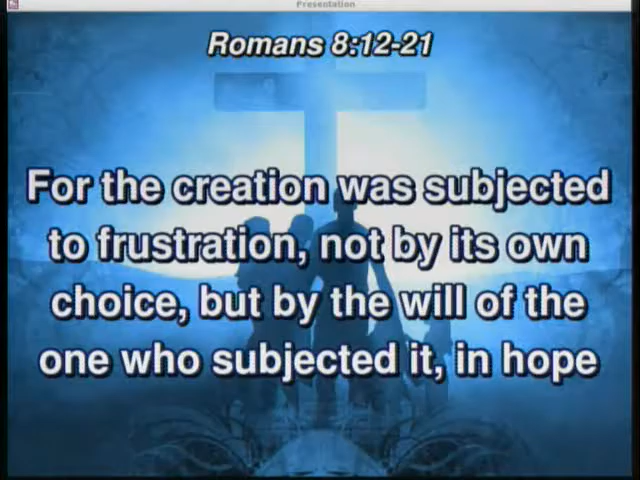 Presentation
Romans 8:12-21
For the creation was subjected
to frustration, not by its own
choice, but by the will of the
one who subjected it, in hope